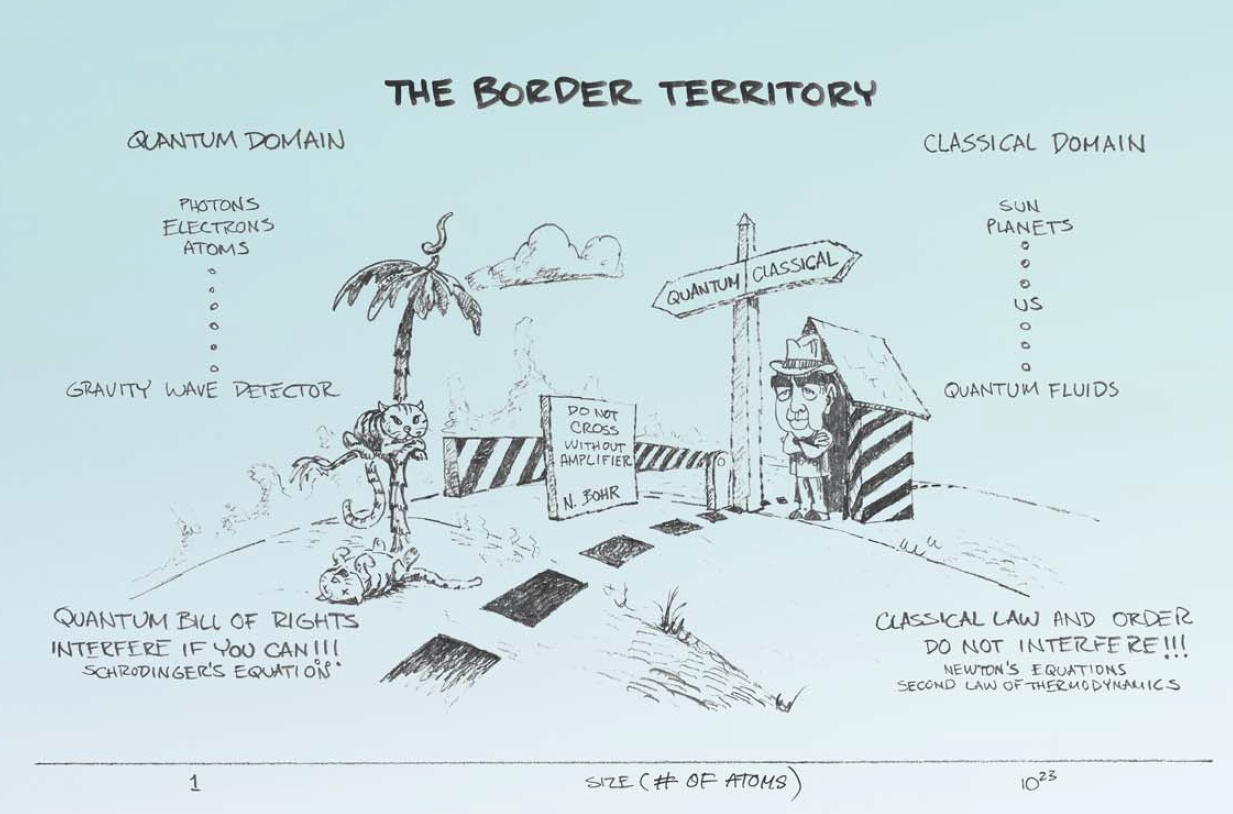 THE BORDER TERRITORY
QUANTUM DOMAIN
PHOTONS
ELECTRONS
ATOMS
GRAVITY WAVE DETECTOR
CLASSICAL DOMAIN
SUN
PLANETS
US
QUANTUM FLUIDS
QUANTUM CLASSICAL
DO NOT
CROSS
WITHOUT
AMPLIFIER
N. BOHR
QUANTUM BILL OF RIGHTS
INTERFERE IF YOU CAN!!!
SCHRODINGER'S EQUATION
CLASSICAL LAW AND ORDER
DO NOT INTERFERE!!!
NEWTON'S EQUATIONS
SECOND LAW OF THERMODYNAMICS
1
SIZE (# OF ATOMS)
10²³